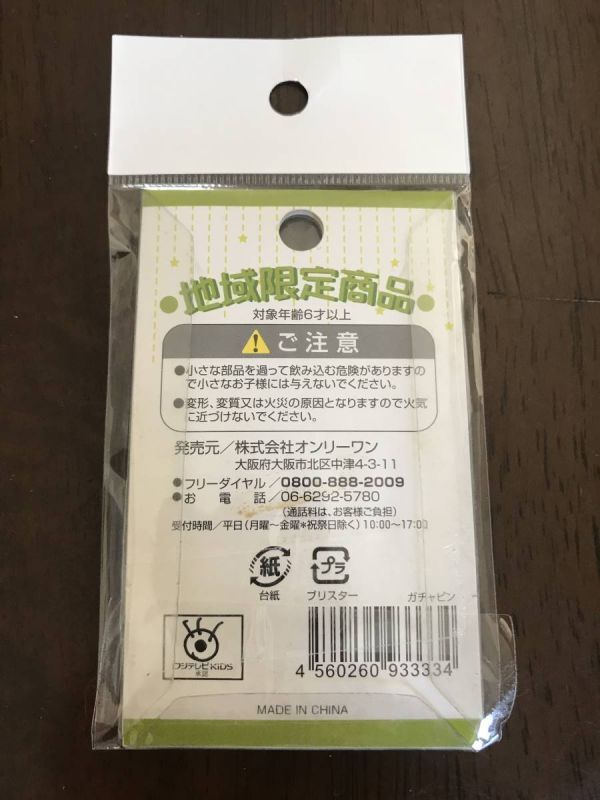 地域限定商品
対象年齢6才以上
ご注意
●小さな部品を過って飲み込む危険がありますの
で小さなお子様には与えないでください。
●変形、変質又は火災の原因となりますので火気
に近づけないでください。
発売元／株式会社オンリーワン
大阪府大阪市北区中津4-3-11
●フリーダイヤル／0800-888-2009
●お電話／06-6292-5780
(通話料は、お客様ご負担)
受付時間／平日(月曜～金曜*祝祭日除く)10:00～17:00
紙
プラ
台紙
ブリスター
ガチャピン
フジテレビKIDS
承認
4 560260 933334
MADE IN CHINA